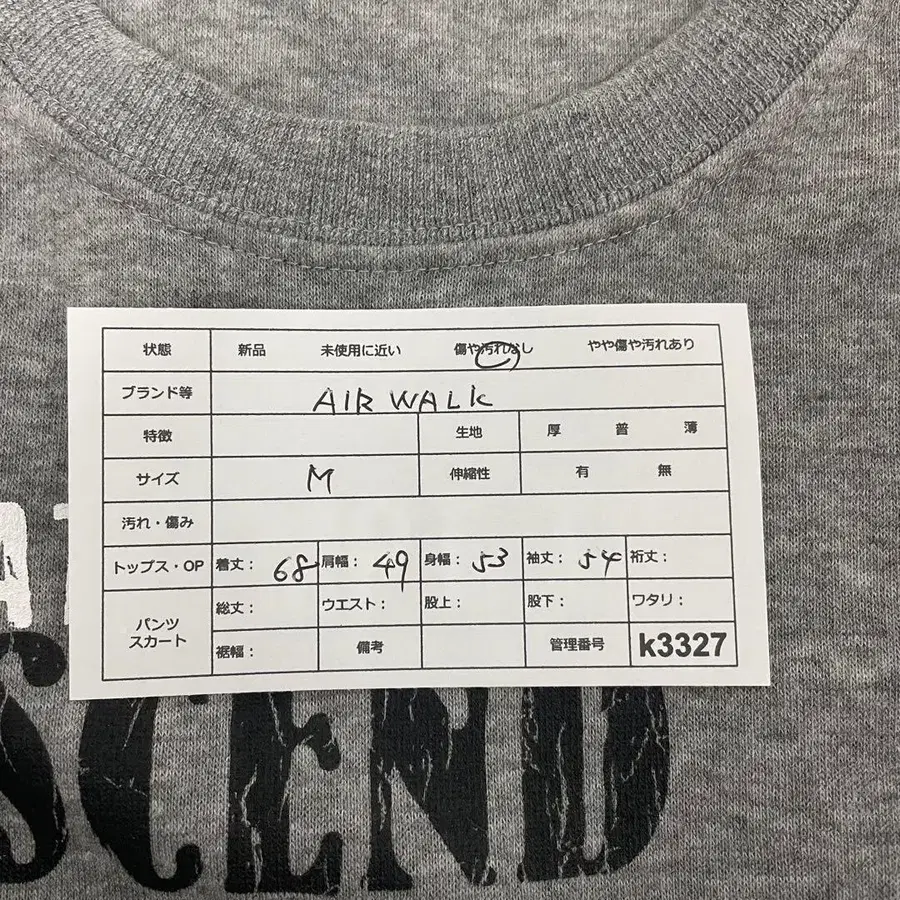 状態 新品 未使用に近い 傷や汚れなし やや傷や汚れあり
ブランド等 AIR WALK
特徴 生地 厚 普 薄
サイズ M 伸縮性 有 無
汚れ・傷み
トップス・OP 着丈: 68 肩幅: 49 身幅: 53 袖丈: 54 裄丈:
パンツ スカート 総丈: ウエスト: 股上: 股下: ワタリ:
裾幅: 備考 管理番号 k3327
SCEND